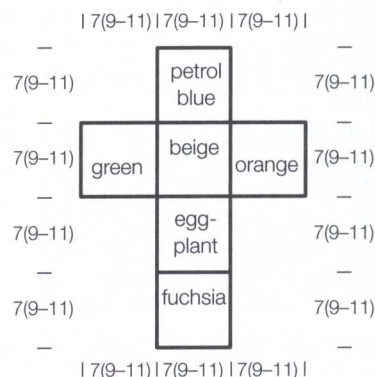 | 7(9–11) | 7(9–11) | 7(9–11) |
petrol
blue
7(9–11)
7(9–11)
green
beige
orange
7(9–11)
7(9–11)
egg-
plant
7(9–11)
7(9–11)
fuchsia
7(9–11)
7(9–11)
| 7(9–11) | 7(9–11) | 7(9–11) |